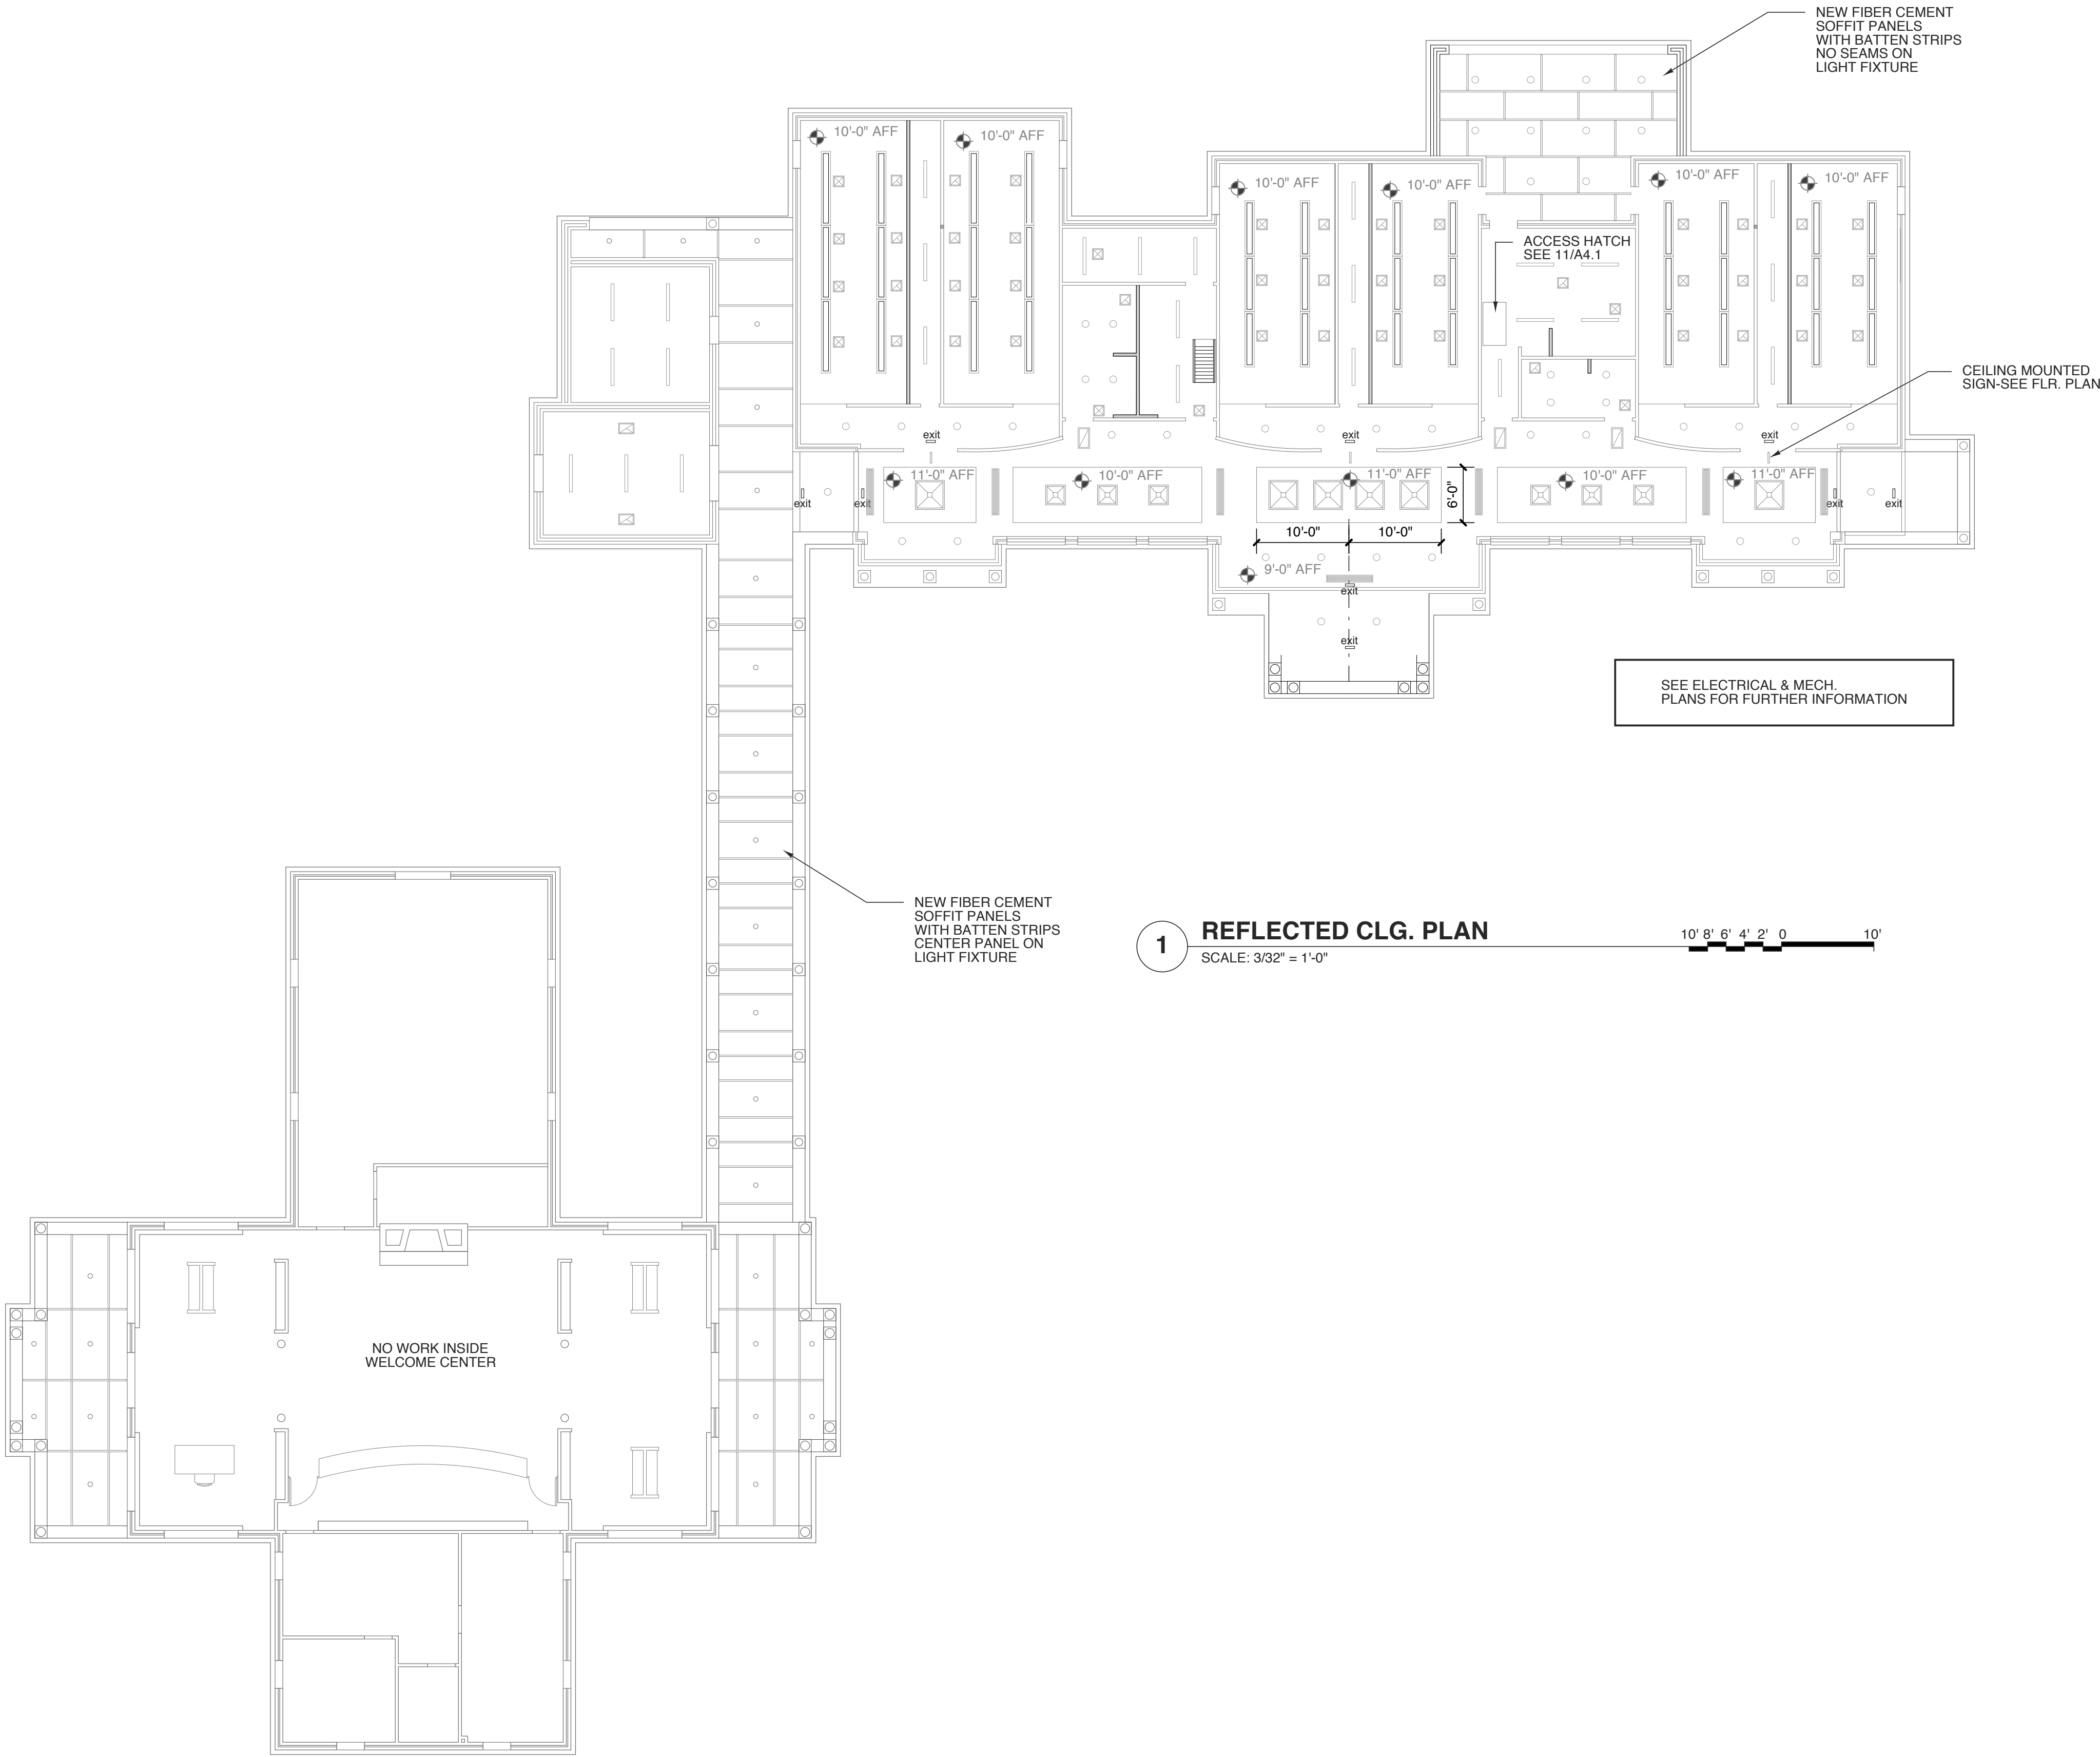 NEW FIBER CEMENT
SOFFIT PANELS
WITH BATTEN STRIPS
NO SEAMS ON
LIGHT FIXTURE
10'-0" AFF
10'-0" AFF
10'-0" AFF
10'-0" AFF
10'-0" AFF
10'-0" AFF
ACCESS HATCH
SEE 11/A4.1
CEILING MOUNTED
SIGN-SEE FLR. PLAN
exit
exit
exit
11'-0" AFF
10'-0" AFF
11'-0" AFF
10'-0" AFF
11'-0" AFF
6'-0"
exit
exit
exit
exit
10'-0"
10'-0"
9'-0" AFF
exit
exit
SEE ELECTRICAL & MECH.
PLANS FOR FURTHER INFORMATION
NEW FIBER CEMENT
SOFFIT PANELS
WITH BATTEN STRIPS
CENTER PANEL ON
LIGHT FIXTURE
1
REFLECTED CLG. PLAN
SCALE: 3/32" = 1'-0"
10' 8' 6' 4' 2' 0 10'
NO WORK INSIDE
WELCOME CENTER